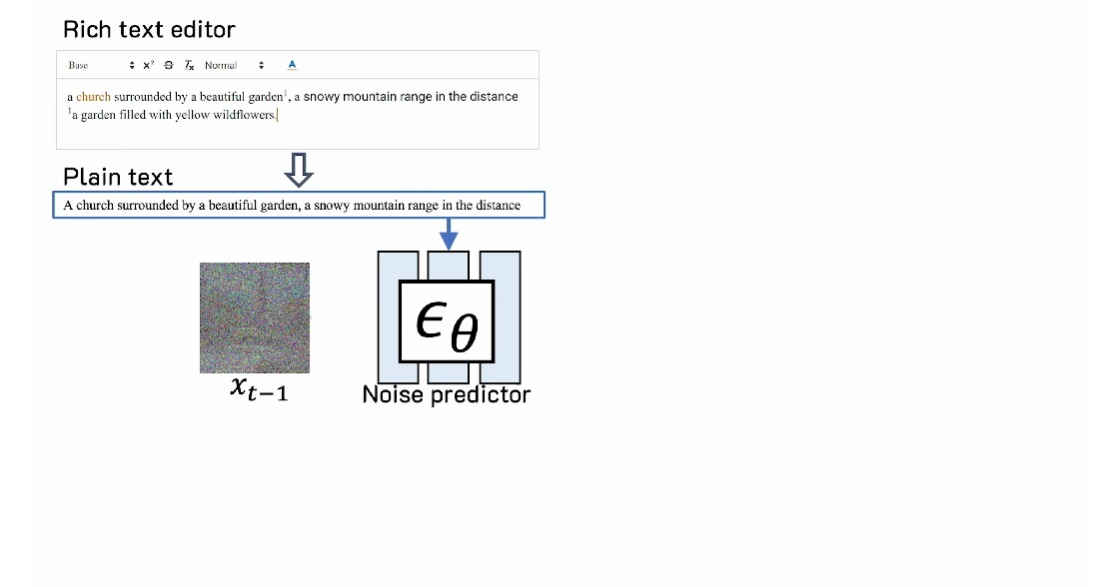 Rich text editor
Base X² S Tx Normal A
a church surrounded by a beautiful garden¹, a snowy mountain range in the distance
¹a garden filled with yellow wildflowers.
Plain text
A church surrounded by a beautiful garden, a snowy mountain range in the distance
ϵθ
xt−1
Noise predictor